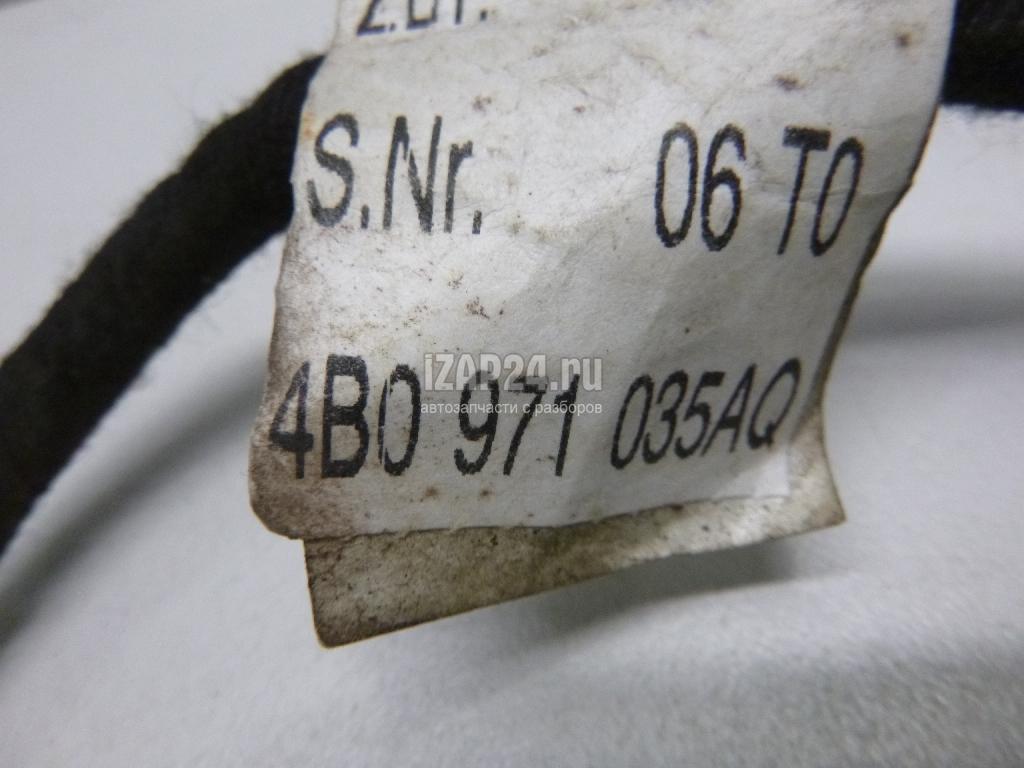 S.Nr. 06 T0
iZAP24.ru
автозапчасти с разборов
4B0 971 035AQ